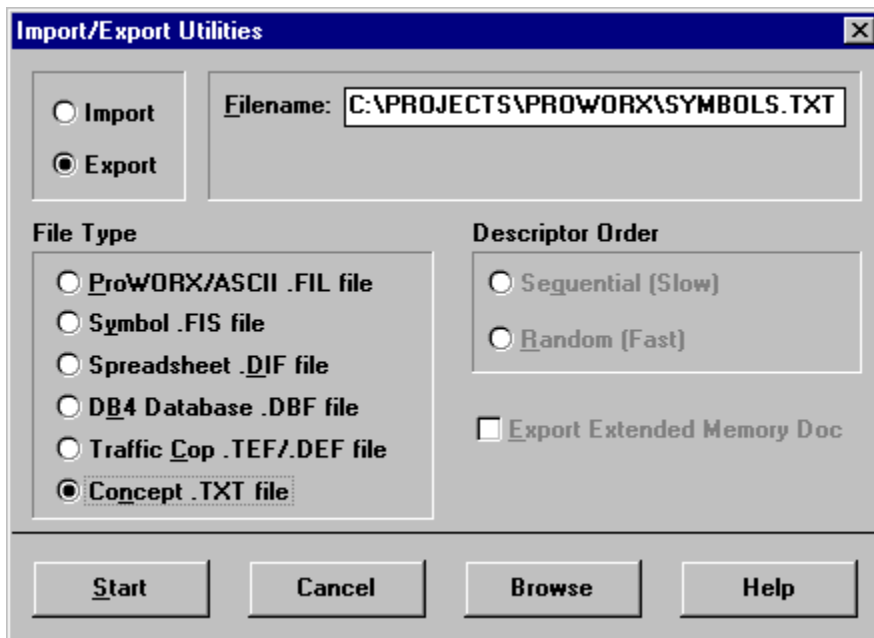 Import/Export Utilities
Import
Export
Filename: C:\PROJECTS\PROWORX\SYMBOLS.TXT
File Type
ProWORX/ASCII .FIL file
Symbol .FIS file
Spreadsheet .DIF file
DB4 Database .DBF file
Traffic Cop .TEF/.DEF file
Concept .TXT file
Descriptor Order
Sequential (Slow)
Random (Fast)
Export Extended Memory Doc
Start Cancel Browse Help